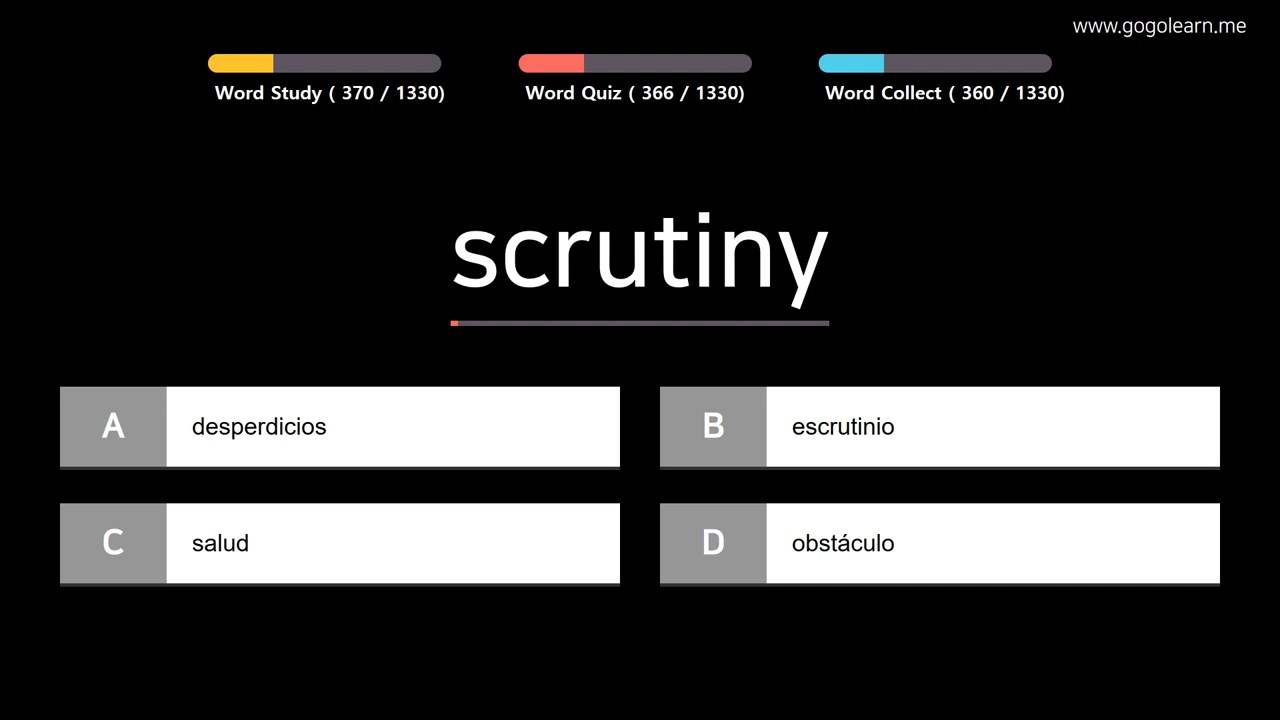 www.gogolearn.me
Word Study ( 370 / 1330)
Word Quiz ( 366 / 1330)
Word Collect ( 360 / 1330)
scrutiny
A desperdicios
B escrutinio
C salud
D obstáculo